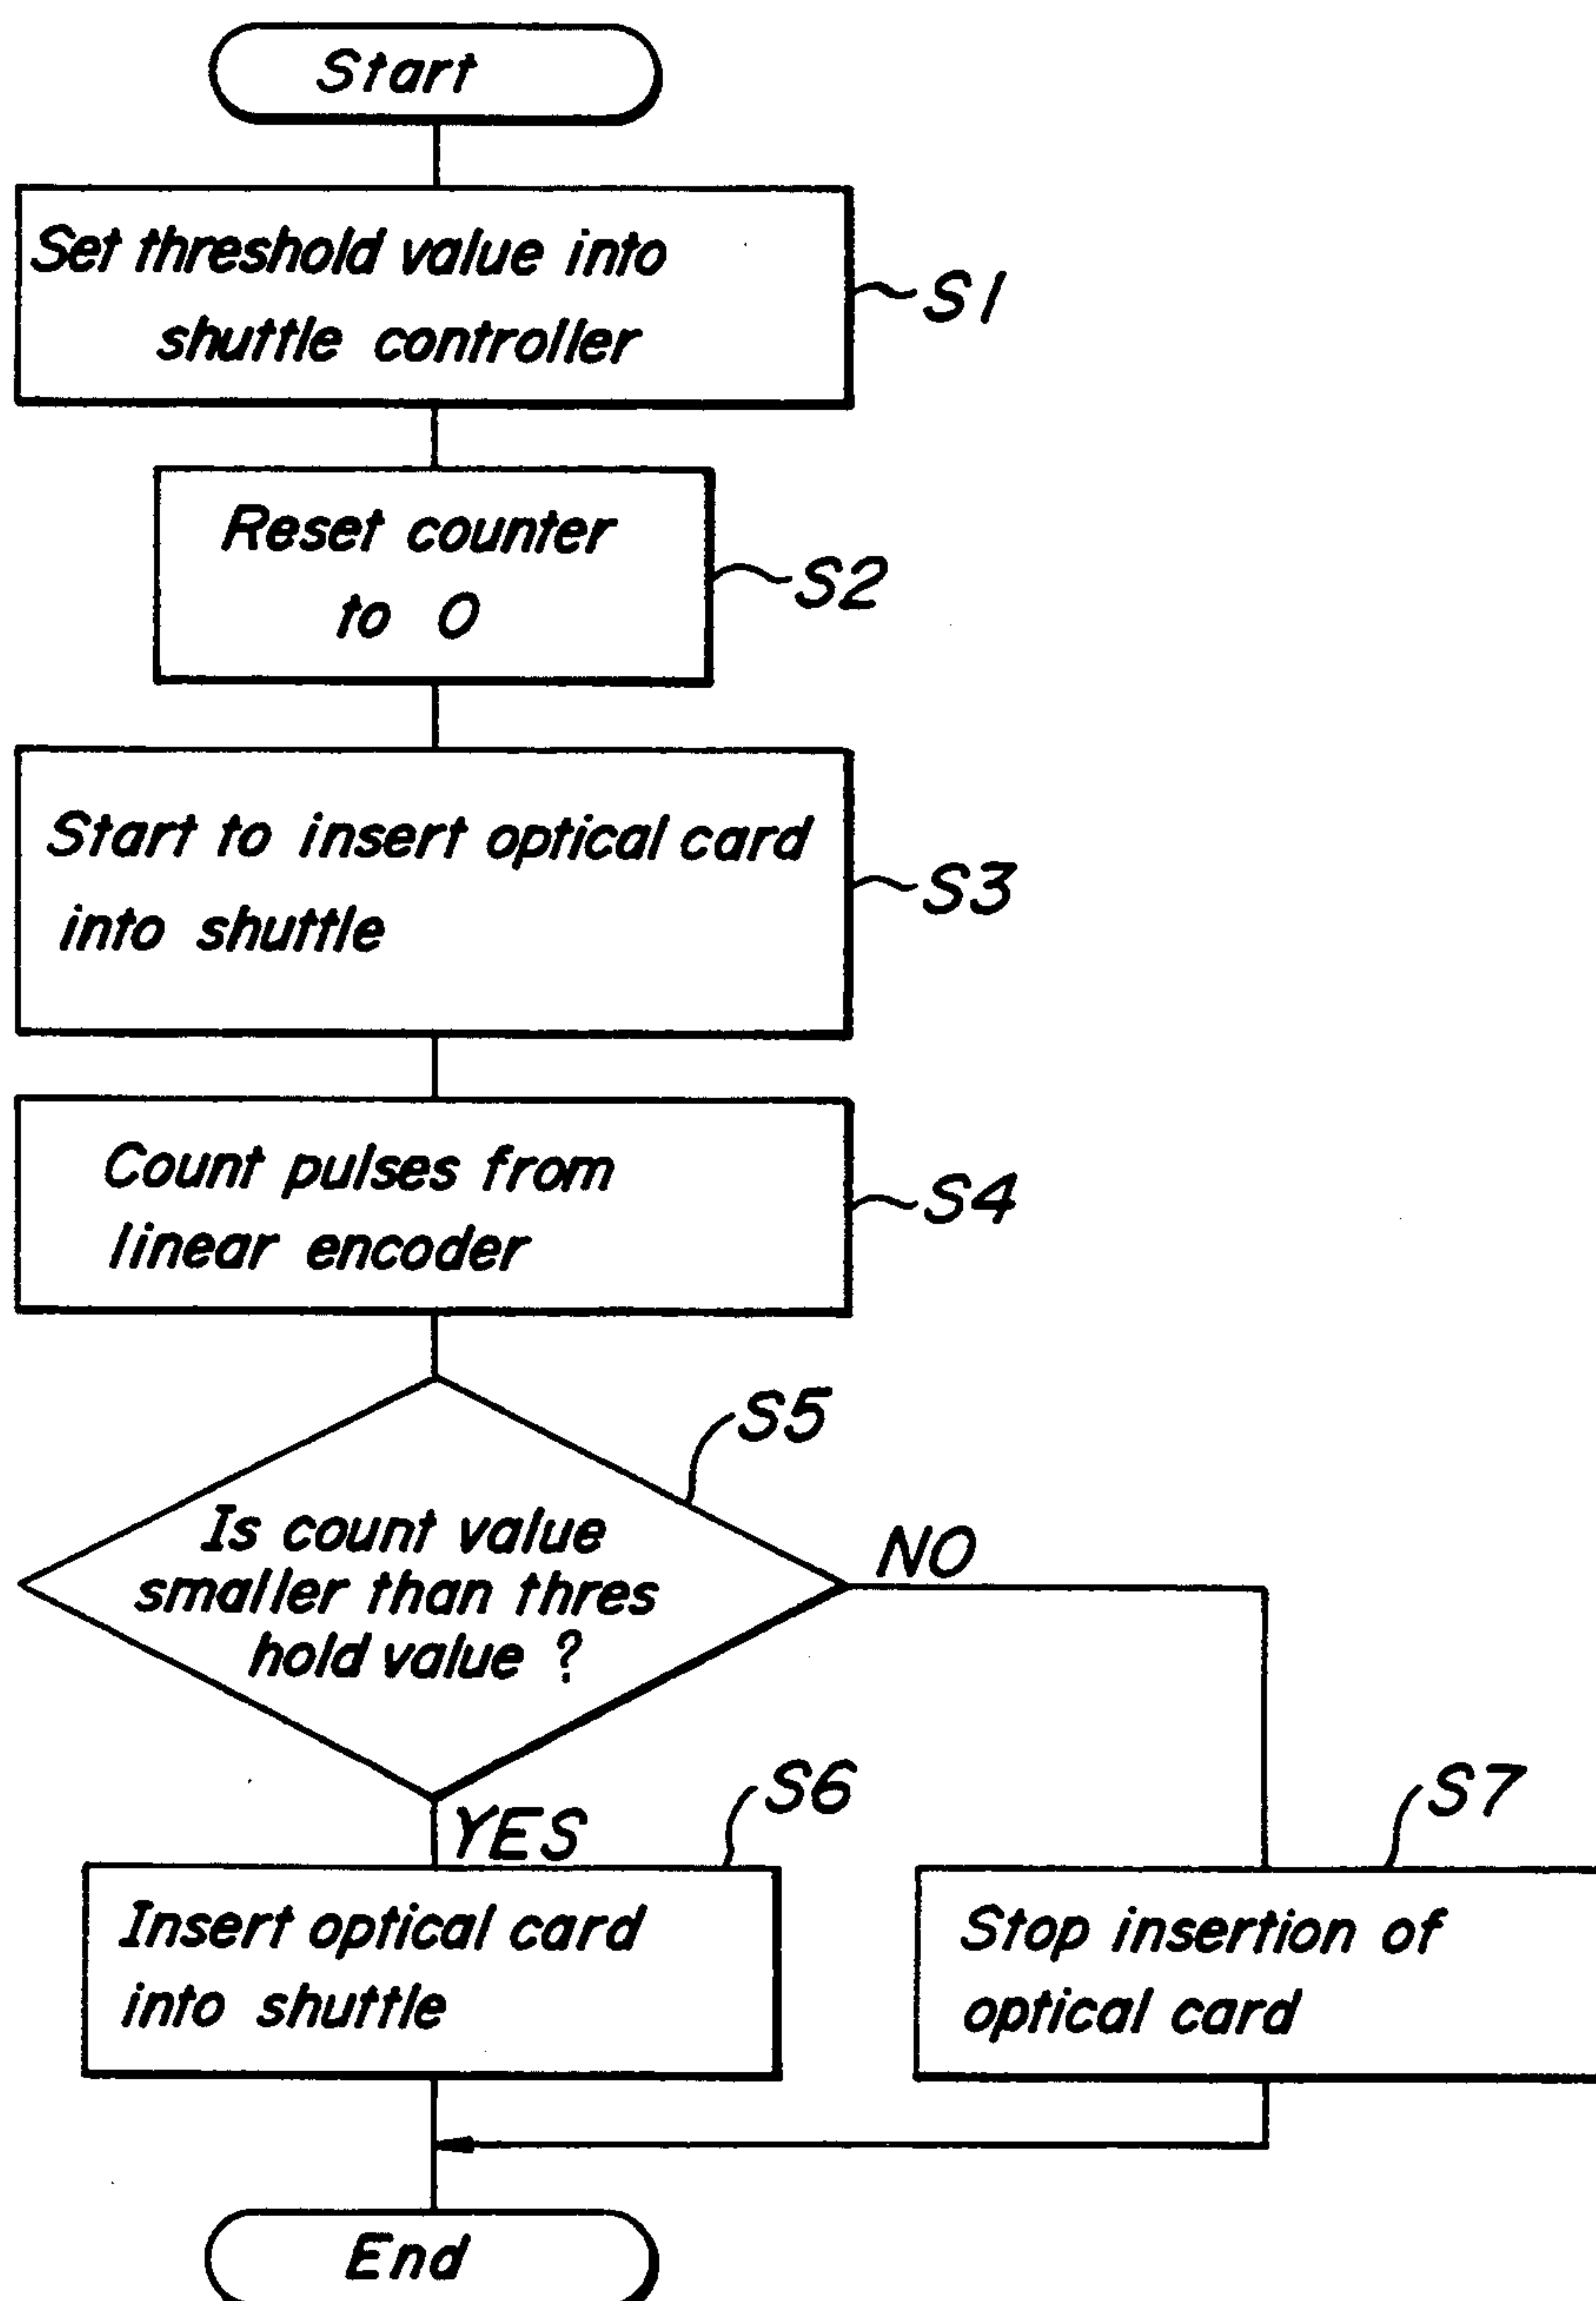 Start
Set threshold value into
shuttle controller
S1
Reset counter
to 0
S2
Start to insert optical card
into shuttle
S3
Count pulses from
linear encoder
S4
S5
Is count value
smaller than thres
hold value ?
NO
YES
S6
Insert optical card
into shuttle
S7
Stop insertion of
optical card
End